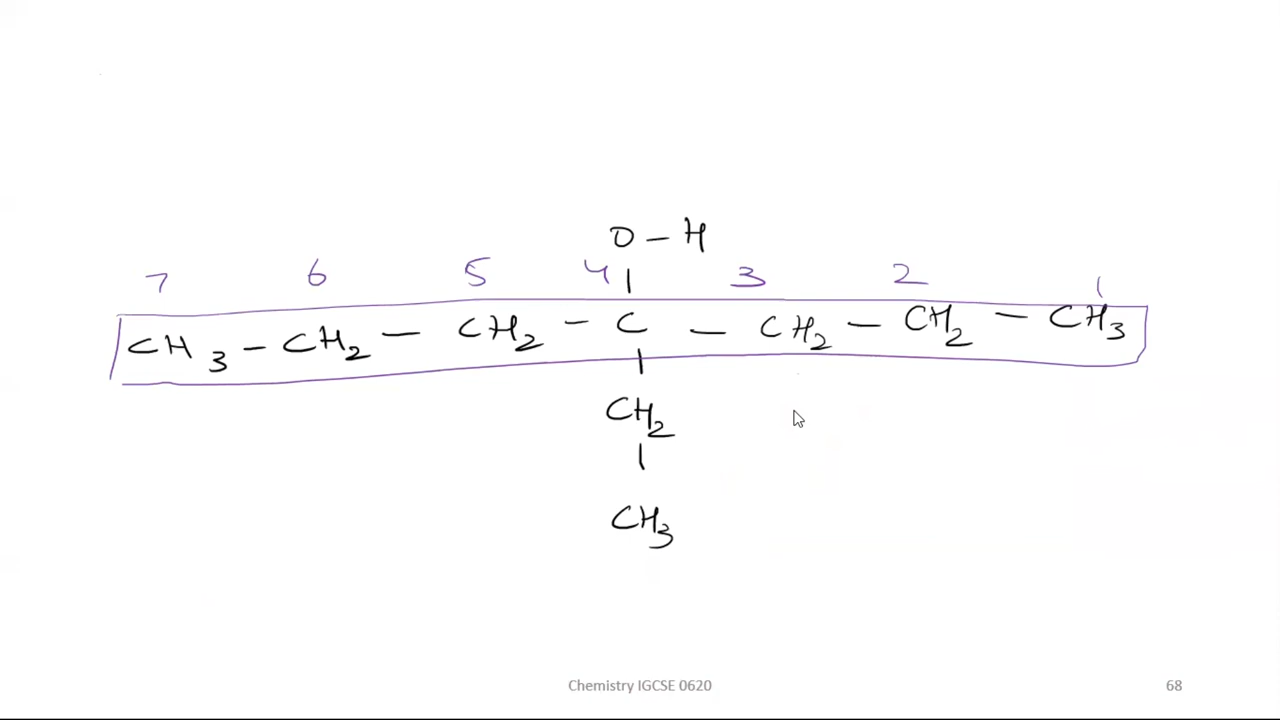 O – H
7 6 5 4 3 2 1
CH3 – CH2 – CH2 – C – CH2 – CH2 – CH3
CH2
CH3
Chemistry IGCSE 0620 68